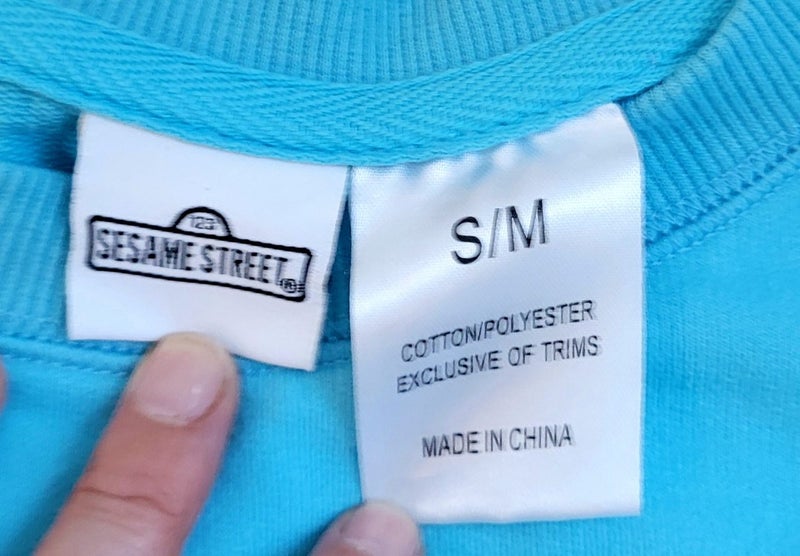 123
SESAME STREET®
S/M
COTTON/POLYESTER
EXCLUSIVE OF TRIMS
MADE IN CHINA